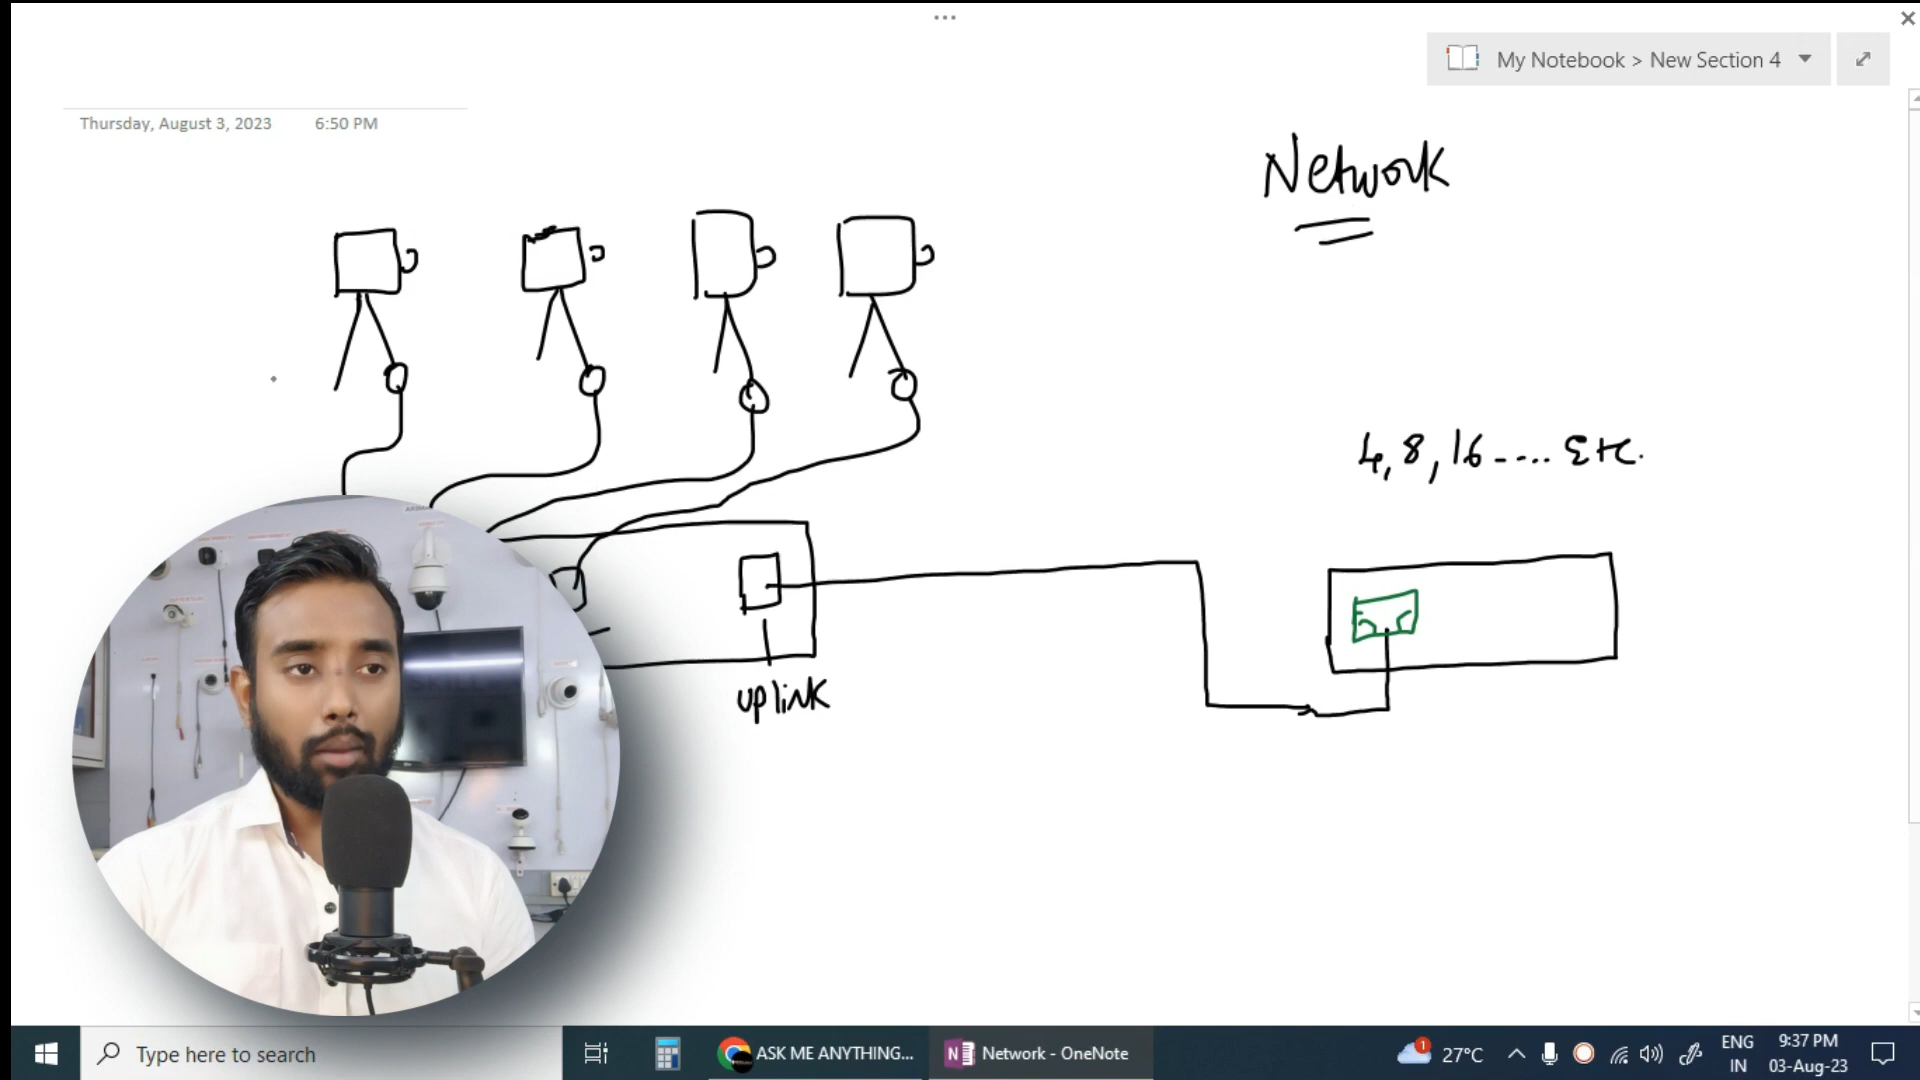 My Notebook > New Section 4
Thursday, August 3, 2023 6:50 PM
Network
4, 8, 16 - .... Etc.
uplink
Type here to search
ASK ME ANYTHING...
Network - OneNote
1
27°C
ENG
IN
9:37 PM
03-Aug-23